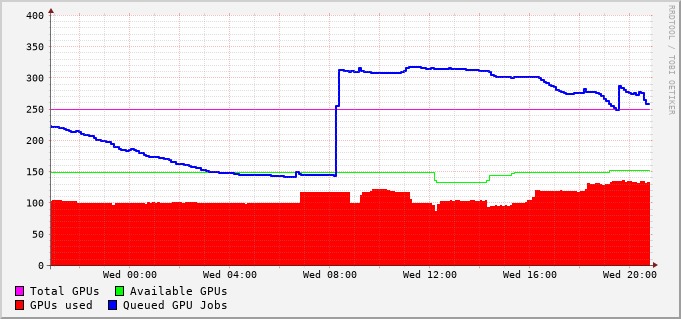 400
350
300
250
200
150
100
50
0
Wed 00:00 Wed 04:00 Wed 08:00 Wed 12:00 Wed 16:00 Wed 20:00
Total GPUs Available GPUs
GPUs used Queued GPU Jobs
RRDTOOL / TOBI OETIKER